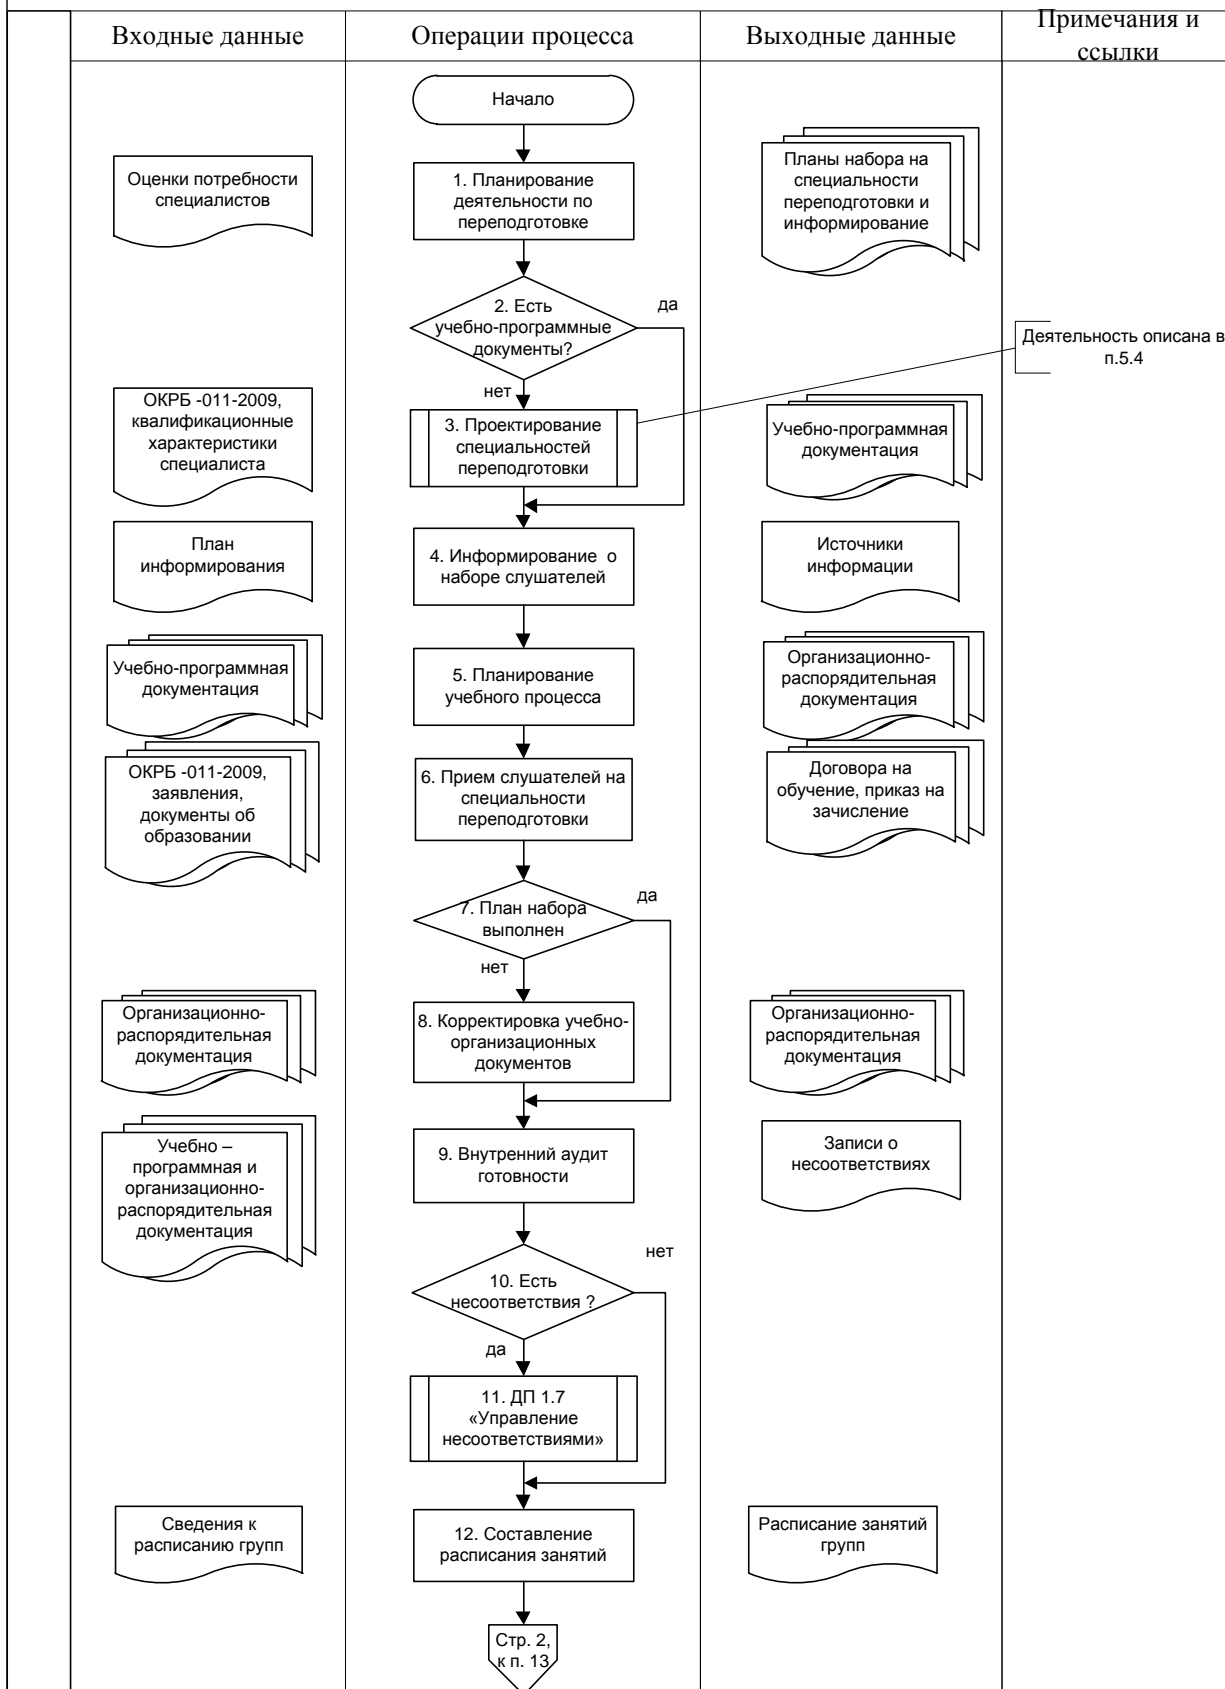 Входные данные
Операции процесса
Выходные данные
Примечания и
ссылки
Начало
Оценки потребности
специалистов
1. Планирование
деятельности по
переподготовке
Планы набора на
специальности
переподготовки и
информирование
2. Есть
учебно-программные
документы?
да
нет
Деятельность описана в
п.5.4
ОКРБ -011-2009,
квалификационные
характеристики
специалиста
3. Проектирование
специальностей
переподготовки
Учебно-программная
документация
План
информирования
4. Информирование о
наборе слушателей
Источники
информации
Учебно-программная
документация
5. Планирование
учебного процесса
Организационно-
распорядительная
документация
ОКРБ -011-2009,
заявления,
документы об
образовании
6. Прием слушателей на
специальности
переподготовки
Договора на
обучение, приказ на
зачисление
7. План набора
выполнен
да
нет
Организационно-
распорядительная
документация
8. Корректировка учебно-
организационных
документов
Организационно-
распорядительная
документация
Учебно –
программная и
организационно-
распорядительная
документация
9. Внутренний аудит
готовности
Записи о
несоответствиях
10. Есть
несоответствия ?
нет
да
11. ДП 1.7
«Управление
несоответствиями»
Сведения к
расписанию групп
12. Составление
расписания занятий
Расписание занятий
групп
Стр. 2,
к п. 13